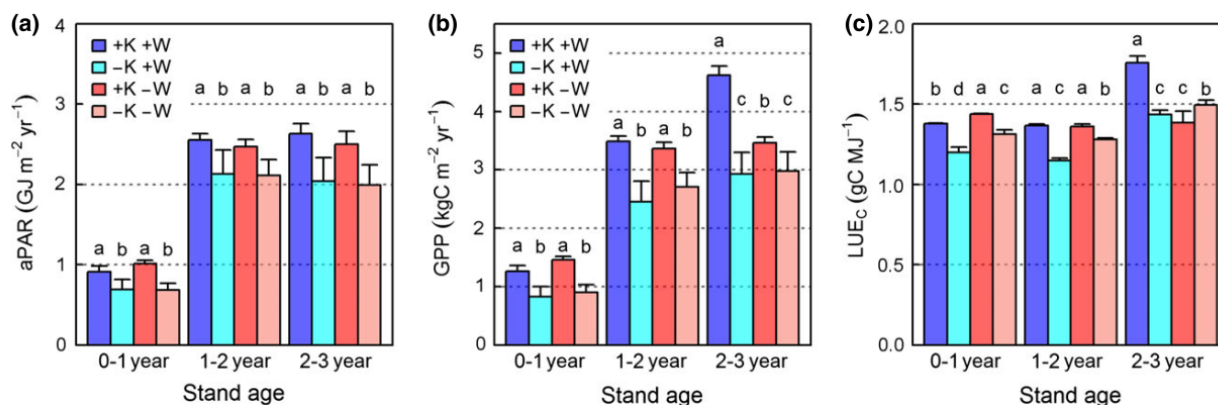 (a)
aPAR (GJ m⁻² yr⁻¹)
4
3
2
1
0
+K +W
−K +W
+K −W
−K −W
a b a b
a b a b
a b a b
0-1 year 1-2 year 2-3 year
Stand age
(b)
GPP (kgC m⁻² yr⁻¹)
5
4
3
2
1
0
+K +W
−K +W
+K −W
−K −W
a b a b
a b a b
a c b c
0-1 year 1-2 year 2-3 year
Stand age
(c)
LUE_C (gC MJ⁻¹)
2.0
1.5
1.0
1.0
0.0
b d a c
a c a b
a c c b
0-1 year 1-2 year 2-3 year
Stand age